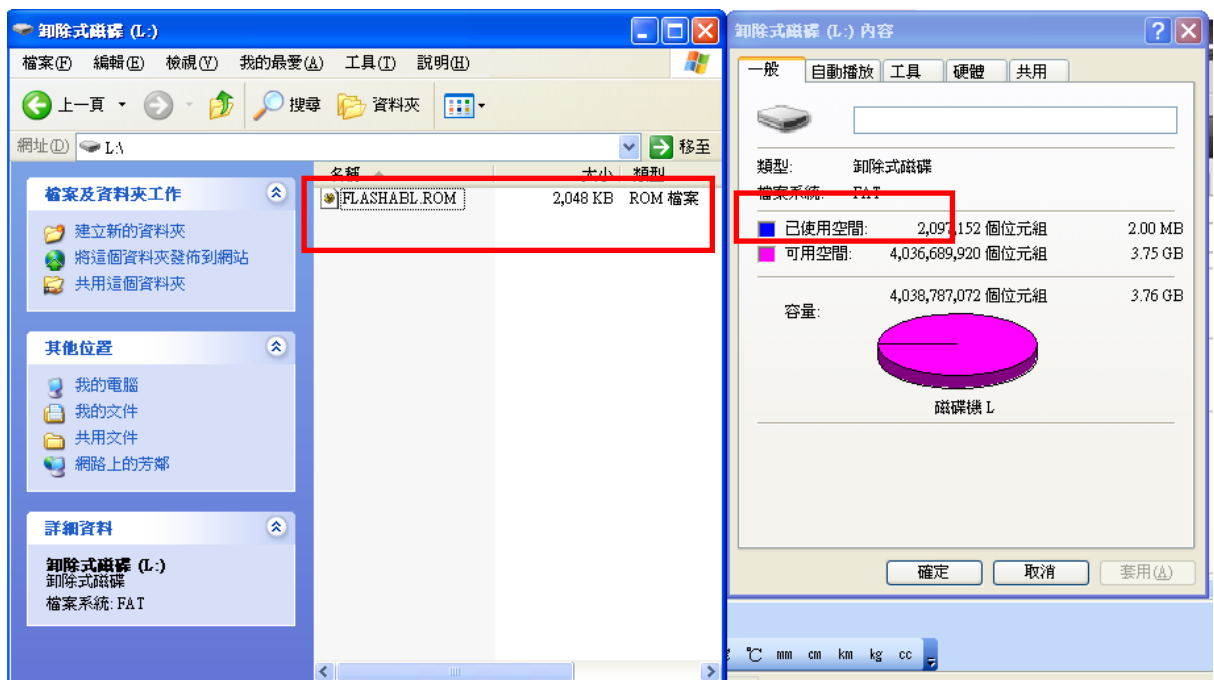 卸除式磁碟 (L:)
檔案(F) 編輯(E) 檢視(V) 我的最愛(A) 工具(T) 說明(H)
上一頁 搜尋 資料夾
網址(D) L:\ 移至
名稱 大小 類型
FLASHABL.ROM 2,048 KB ROM 檔案
檔案及資料夾工作
建立新的資料夾
將這個資料夾發佈到網站
共用這個資料夾
其他位置
我的電腦
我的文件
共用文件
網路上的芳鄰
詳細資料
卸除式磁碟 (L:)
卸除式磁碟
檔案系統: FAT
卸除式磁碟 (L:) 內容
一般 自動播放 工具 硬體 共用
類型: 卸除式磁碟
檔案系統: FAT
已使用空間: 2,097,152 個位元組 2.00 MB
可用空間: 4,036,689,920 個位元組 3.75 GB
容量: 4,038,787,072 個位元組 3.76 GB
磁碟機 L
確定 取消 套用(A)
℃ mm cm km kg cc